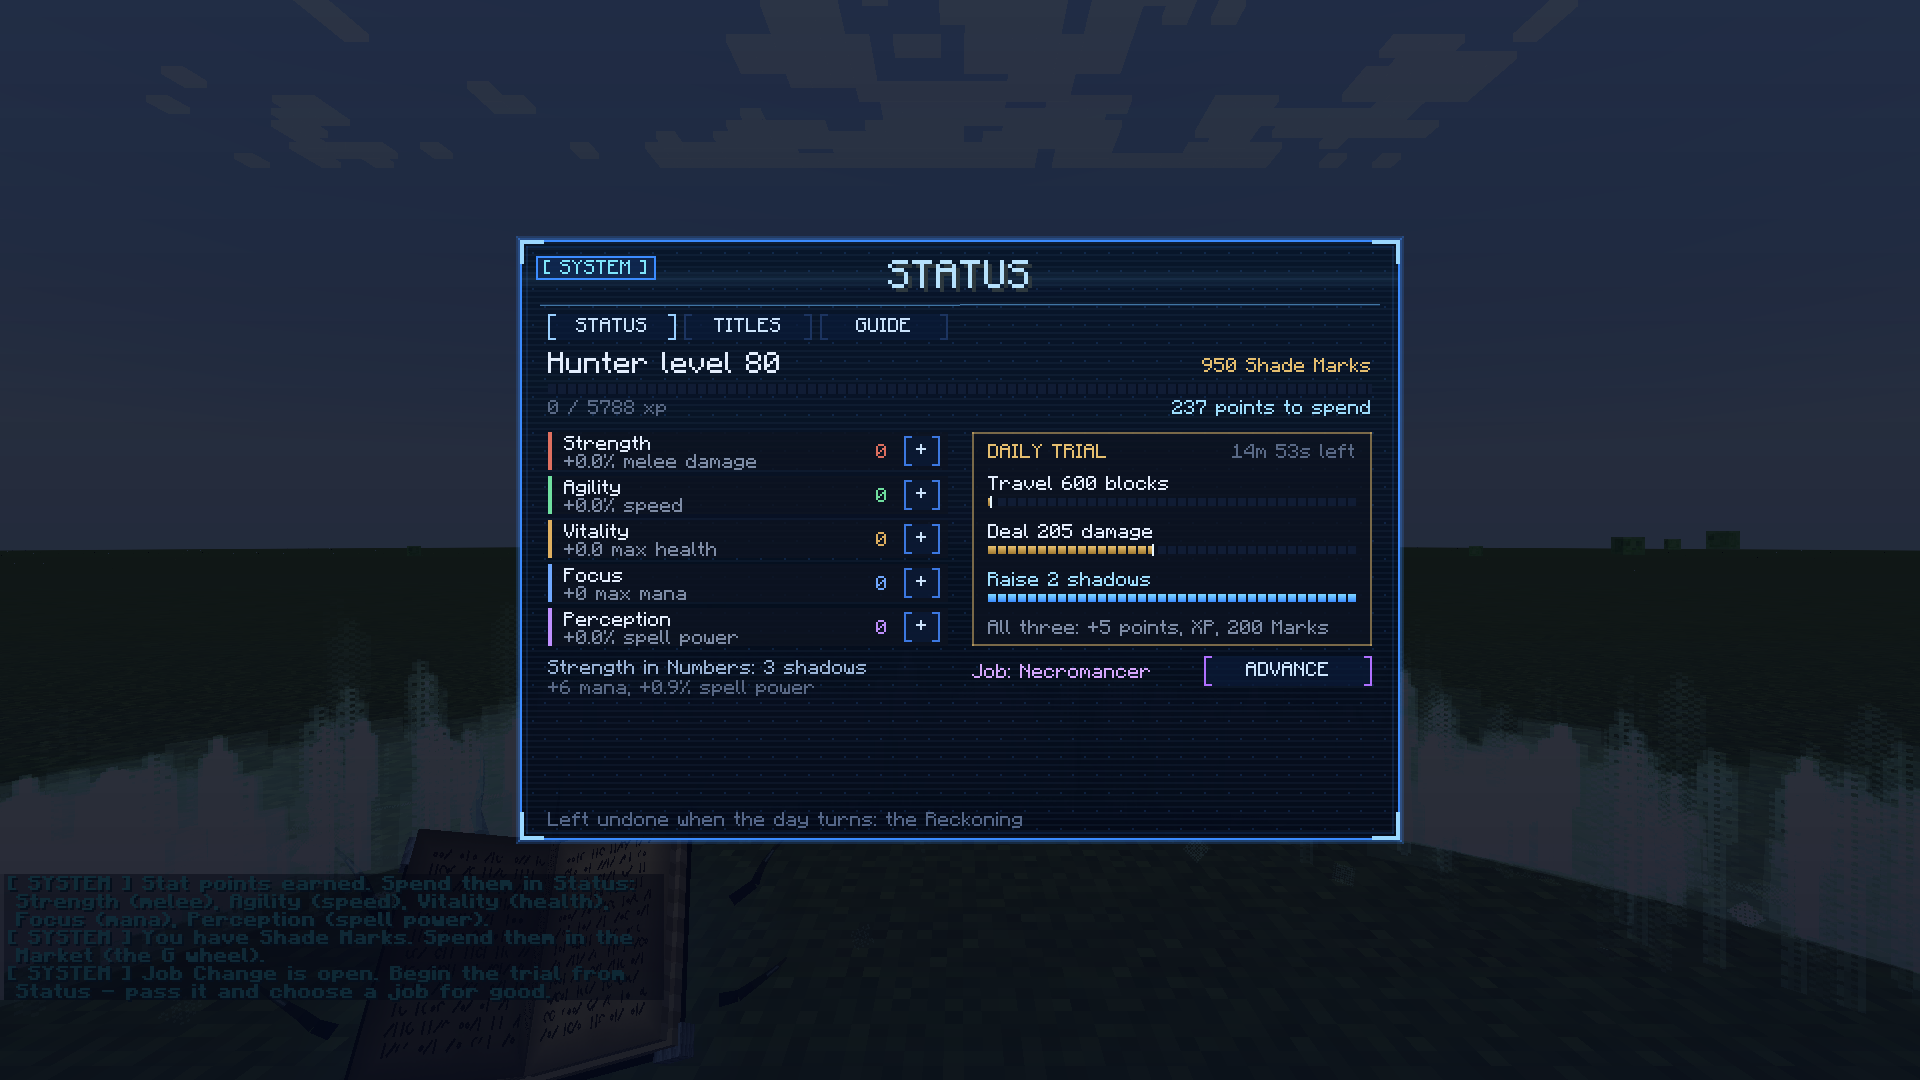 [ SYSTEM ]
STATUS
[ STATUS ] [ TITLES ] [ GUIDE ]
Hunter level 80
950 Shade Marks
0 / 5788 xp
237 points to spend
Strength
+0.0% melee damage
0 [+]
Agility
+0.0% speed
0 [+]
Vitality
+0.0 max health
0 [+]
Focus
+0 max mana
0 [+]
Perception
+0.0% spell power
0 [+]
Strength in Numbers: 3 shadows
+6 mana, +0.9% spell power
DAILY TRIAL
14m 53s left
Travel 600 blocks
Deal 205 damage
Raise 2 shadows
All three: +5 points, XP, 200 Marks
Job: Necromancer
[ ADVANCE ]
Left undone when the day turns: the Reckoning
[ SYSTEM ] Stat points earned. Spend them in Status:
Strength (melee), Agility (speed), Vitality (health),
Focus (mana), Perception (spell power).
[ SYSTEM ] You have Shade Marks. Spend them in the
Market (the G wheel).
[ SYSTEM ] Job Change is open. Begin the trial from
Status - pass it and choose a job for good.